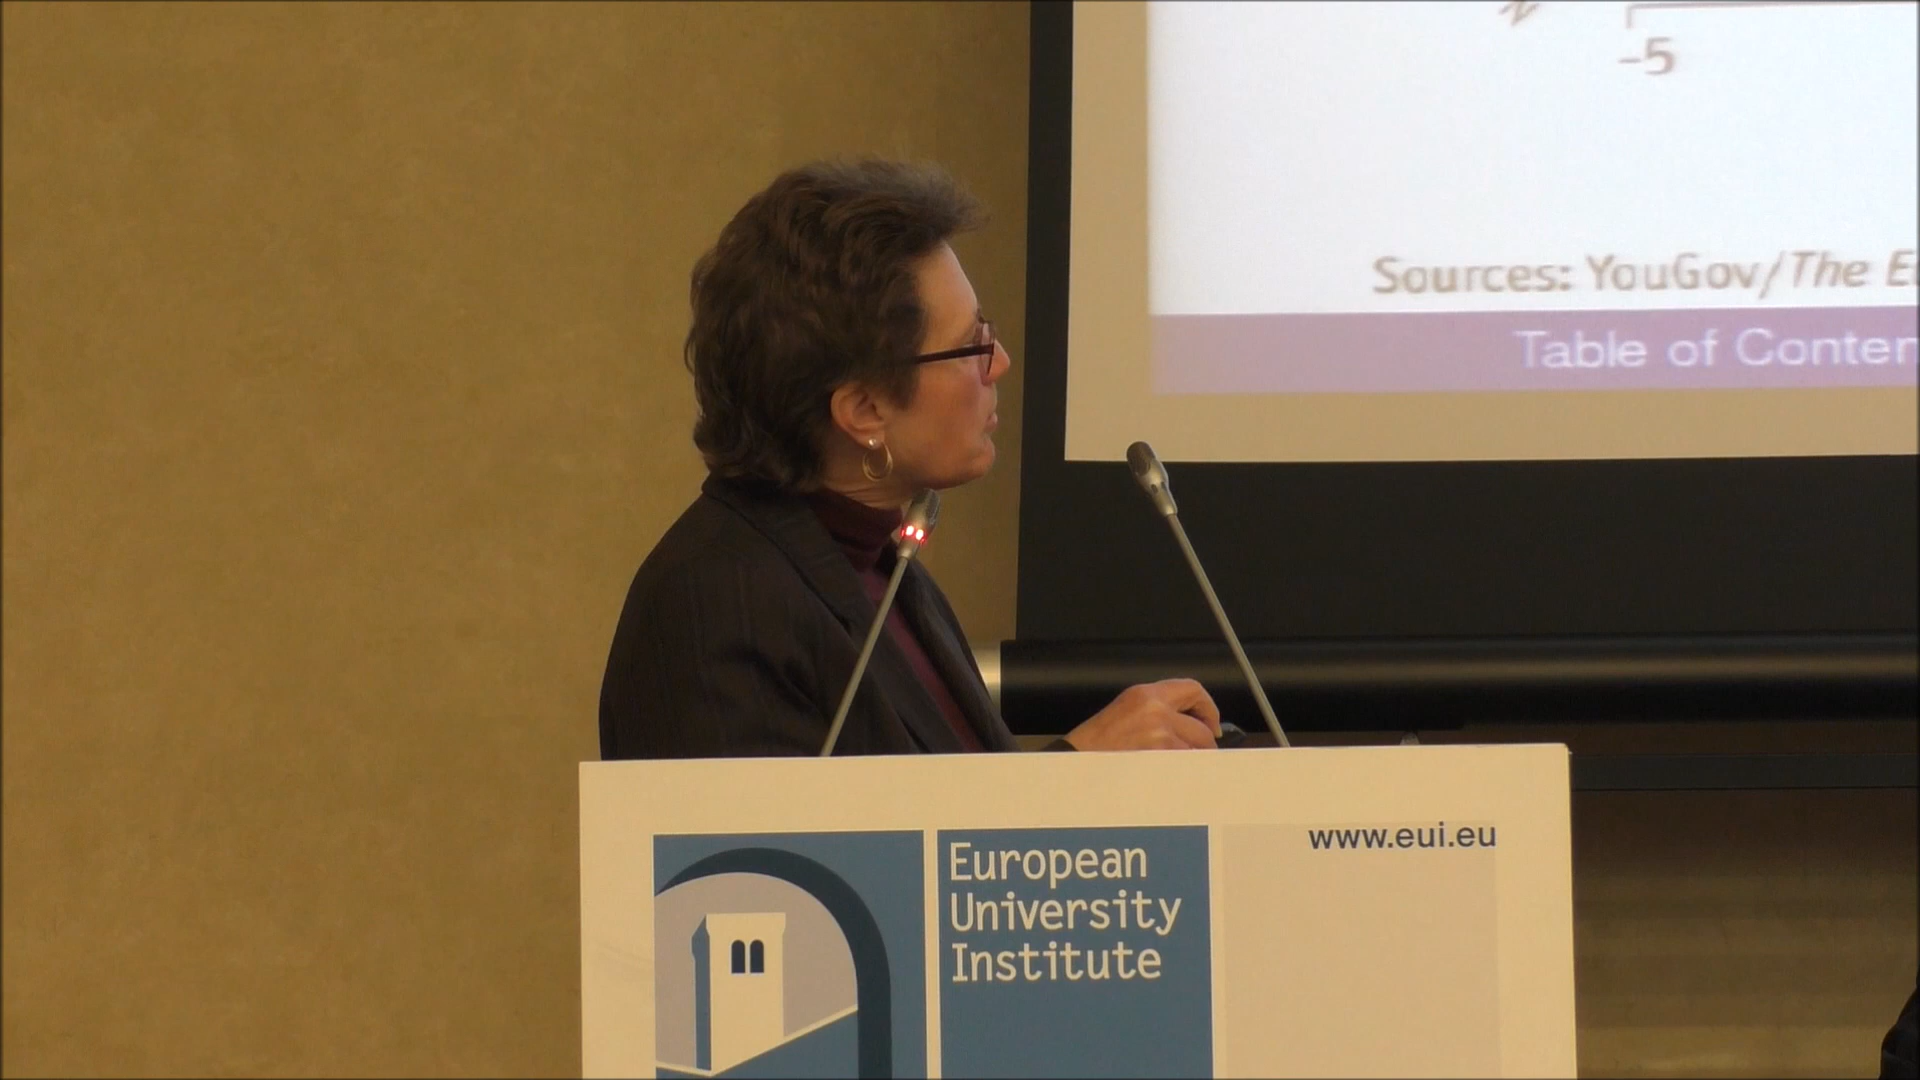 -5
Sources: YouGov/The E
Table of Conten
www.eui.eu
European
University
Institute